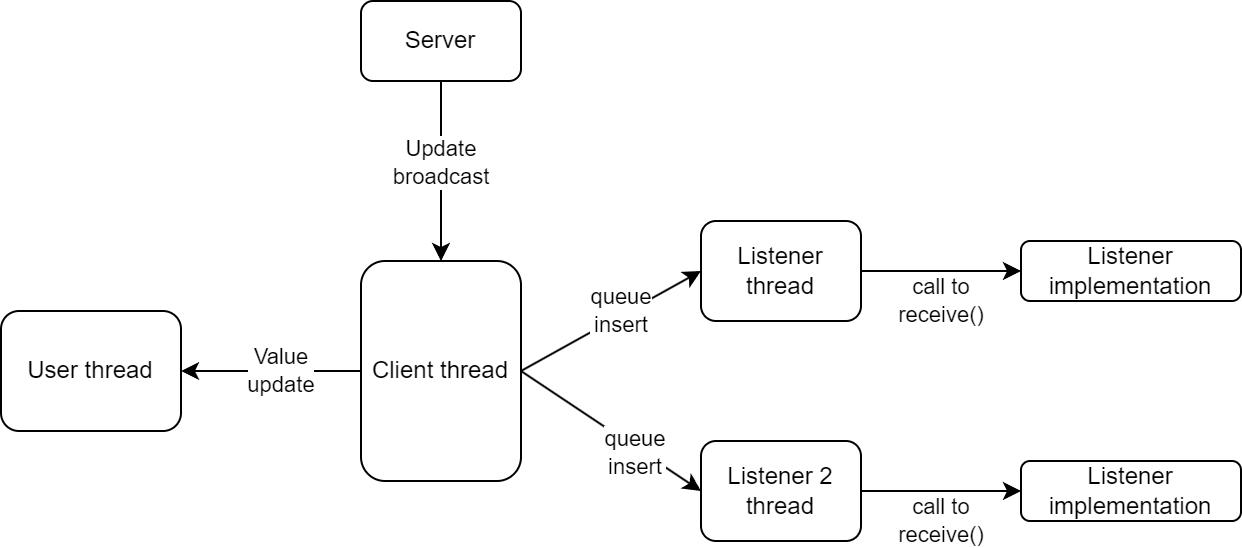 Server
Update
broadcast
Listener
thread
Listener
implementation
call to
receive()
queue
insert
User thread
Value
update
Client thread
queue
insert
Listener 2
thread
Listener
implementation
call to
receive()